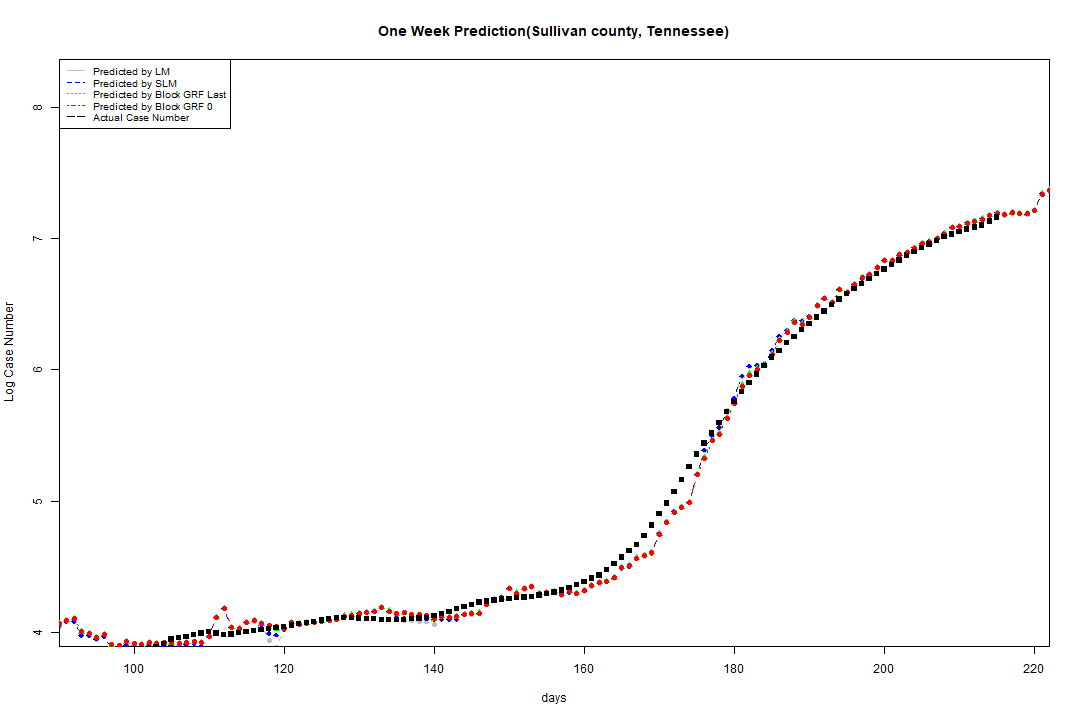 One Week Prediction(Sullivan county, Tennessee)
Predicted by LM
Predicted by SLM
Predicted by Block GRF Last
Predicted by Block GRF 0
Actual Case Number
8
7
6
5
4
Log Case Number
100 120 140 160 180 200 220
days